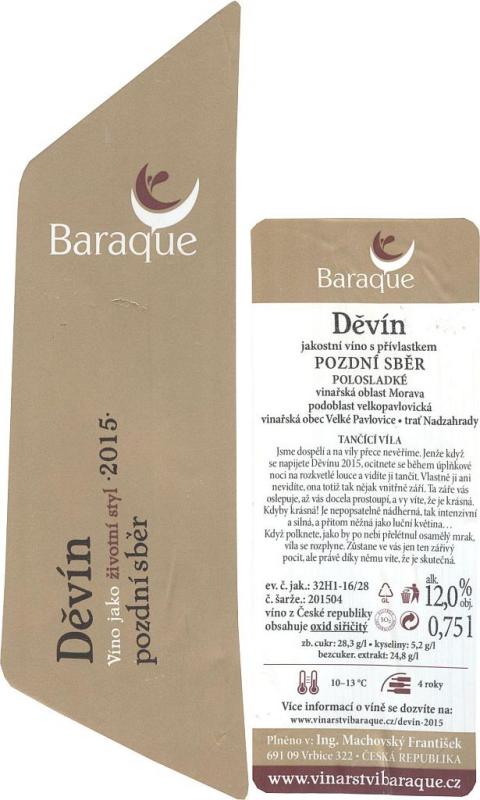 Baraque
Děvín
Víno jako životní styl · 2015 ·
pozdní sběr
Baraque
Děvín
jakostní víno s přívlastkem
POZDNÍ SBĚR
POLOSLADKÉ
vinařská oblast Morava
podoblast velkopavlovická
vinařská obec Velké Pavlovice • trať Nadzahrady
TANČÍCÍ VÍLA
Jsme dospělí a na víly přece nevěříme. Jenže když
se napijete Děvínu 2015, ocitnete se během úplňkové
noci na rozkvetlé louce a vidíte ji tančit. Vlastně ji ani
nevidíte, ona totiž tak nějak vnitřně září. Ta záře vás
oslepuje, až vás docela prostoupí, a vy víte, že je krásná.
Kdyby krásná! Je nepopsatelně nádherná, tak intenzivní
a silná, a přitom něžná jako luční květina…
Když polknete, jako by po nebi přelétnul osamělý mrak,
víla se rozplyne. Zůstane ve vás jen ten zářivý
pocit, ale právě díky němu víte, že je skutečná.
ev. č. jak.: 32H1-16/28
č. šarže.: 201504
víno z České republiky
obsahuje oxid siřičitý
GL
SO2
alk. 12,0% obj.
0,75 l
zb. cukr: 28,3 g/l • kyseliny: 5,2 g/l
bezcuker. extrakt: 24,8 g/l
10–13 °C
4 roky
Více informací o víně se dozvíte na:
www.vinarstvibaraque.cz/devin-2015
Plněno v: Ing. Machovský František
691 09 Vrbice 322 • ČESKÁ REPUBLIKA
www.vinarstvibaraque.cz